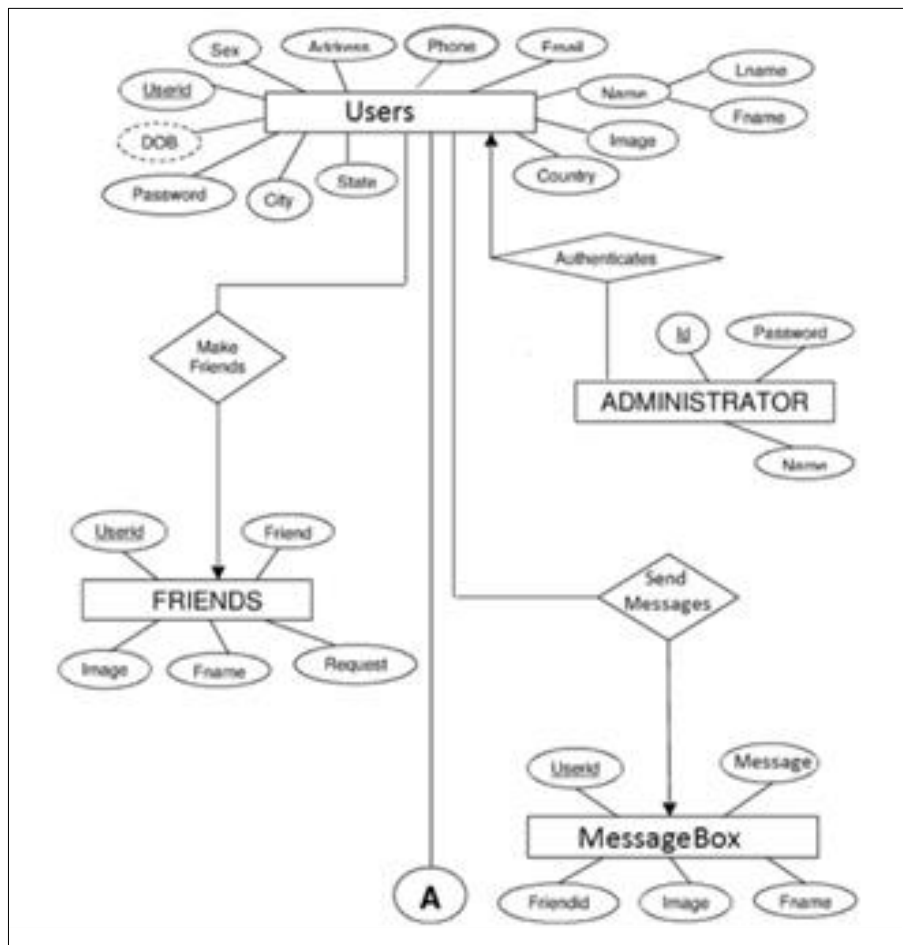 Sex
Address
Phone
Email
Lname
Userid
Name
Users
Fname
DOB
Image
Password
City
State
Country
Authenticates
Make
Friends
Id
Password
ADMINISTRATOR
Name
Userid
Friend
FRIENDS
Image
Fname
Request
Send
Messages
Userid
Message
MessageBox
A
Friendid
Image
Fname